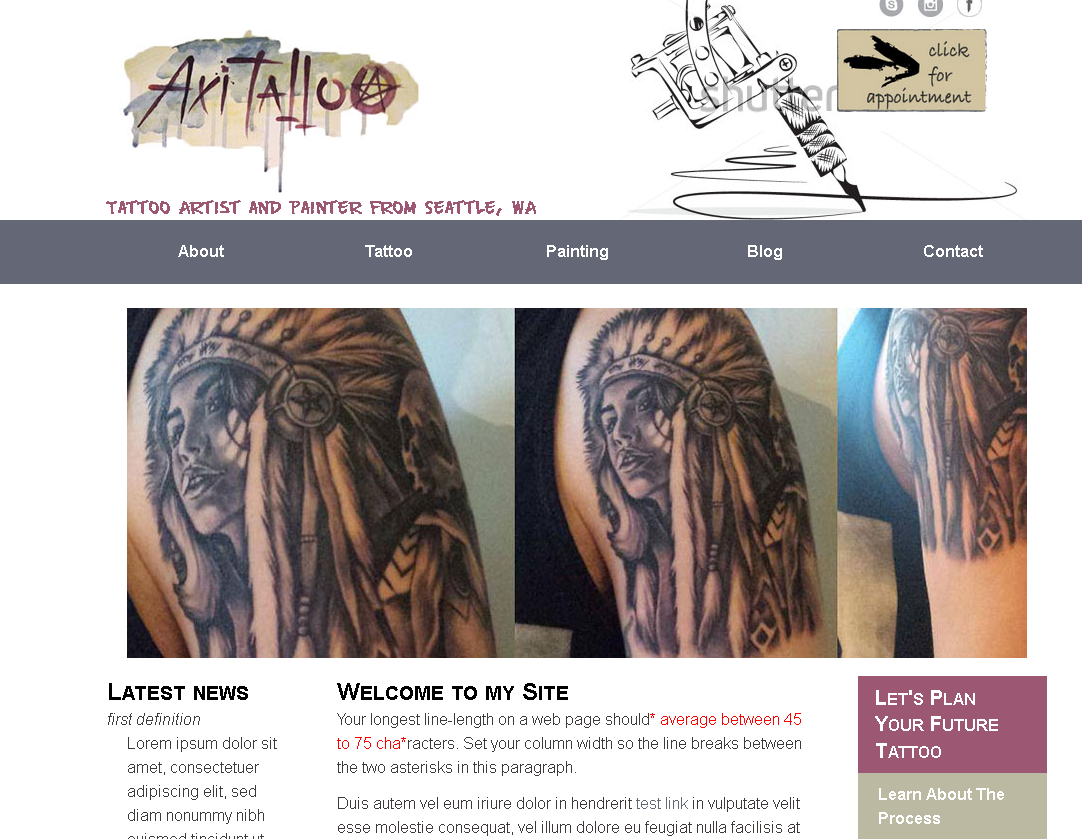 AxiTattoo
shutter
click
for
appointment
TATTOO ARTIST AND PAINTER FROM SEATTLE, WA
About Tattoo Painting Blog Contact
Latest news
first definition
Lorem ipsum dolor sit
amet, consectetuer
adipiscing elit, sed
diam nonummy nibh
euismod tincidunt ut
Welcome to my Site
Your longest line-length on a web page should* average between 45
to 75 cha*racters. Set your column width so the line breaks between
the two asterisks in this paragraph.
Duis autem vel eum iriure dolor in hendrerit test link in vulputate velit
esse molestie consequat, vel illum dolore eu feugiat nulla facilisis at
Let's Plan
Your Future
Tattoo
Learn About The
Process